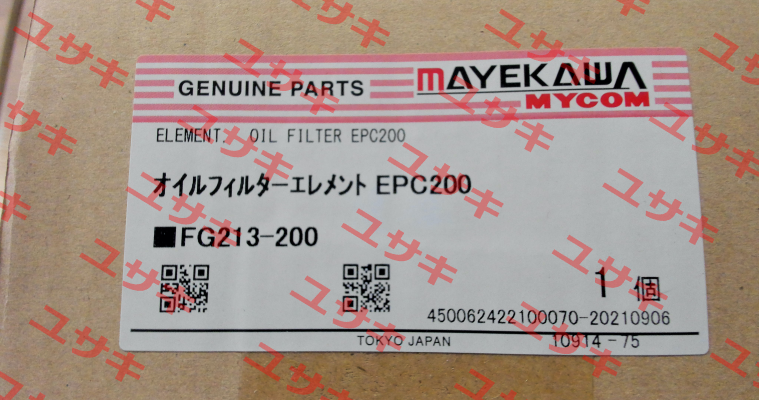 GENUINE PARTS
MAYEKAWA
MYCOM
ELEMENT, OIL FILTER EPC200
オイルフィルターエレメント EPC200
■FG213-200
1 個
450062422100070-20210906
TOKYO JAPAN
10914-75
ユサキ